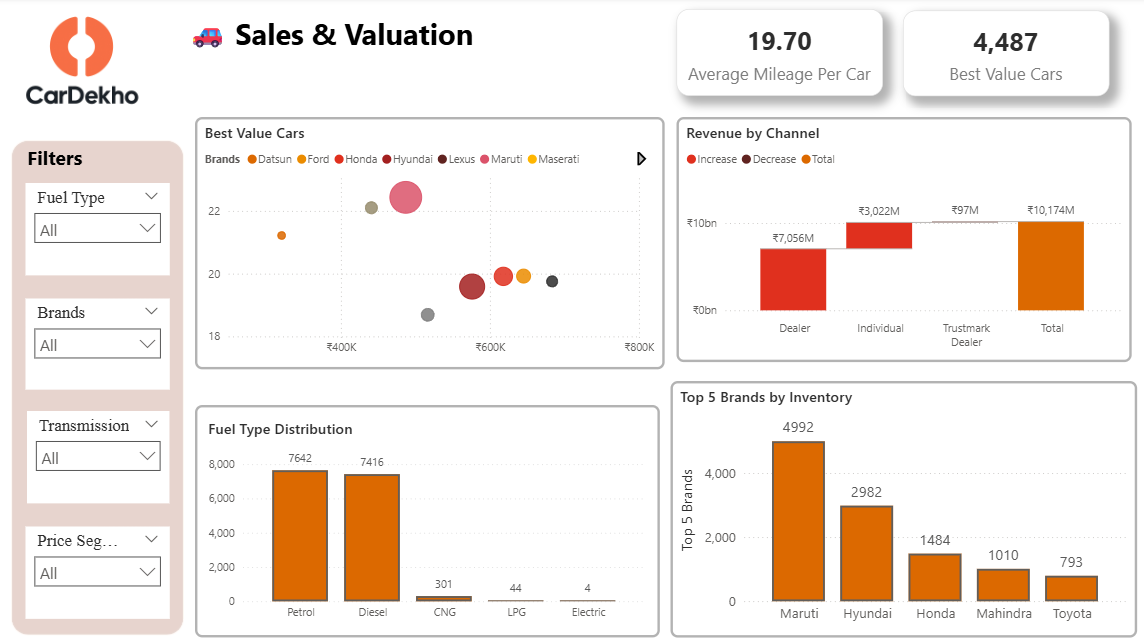 CarDekho
Sales & Valuation
19.70
Average Mileage Per Car
4,487
Best Value Cars
Filters
Fuel Type
All
Brands
All
Transmission
All
Price Seg…
All
Best Value Cars
Brands Datsun Ford Honda Hyundai Lexus Maruti Maserati
22
20
18
₹400K ₹600K ₹800K
Revenue by Channel
Increase Decrease Total
₹10bn
₹0bn
₹7,056M
₹3,022M
₹97M
₹10,174M
Dealer Individual Trustmark Total
Dealer
Fuel Type Distribution
8,000
6,000
4,000
2,000
0
7642
7416
301
44
4
Petrol Diesel CNG LPG Electric
Top 5 Brands by Inventory
Top 5 Brands
4,000
2,000
0
4992
2982
1484
1010
793
Maruti Hyundai Honda Mahindra Toyota